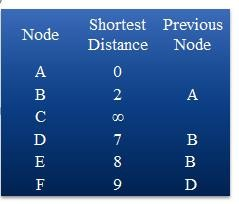 Node Shortest Distance Previous Node
A 0
B 2 A
C ∞
D 7 B
E 8 B
F 9 D